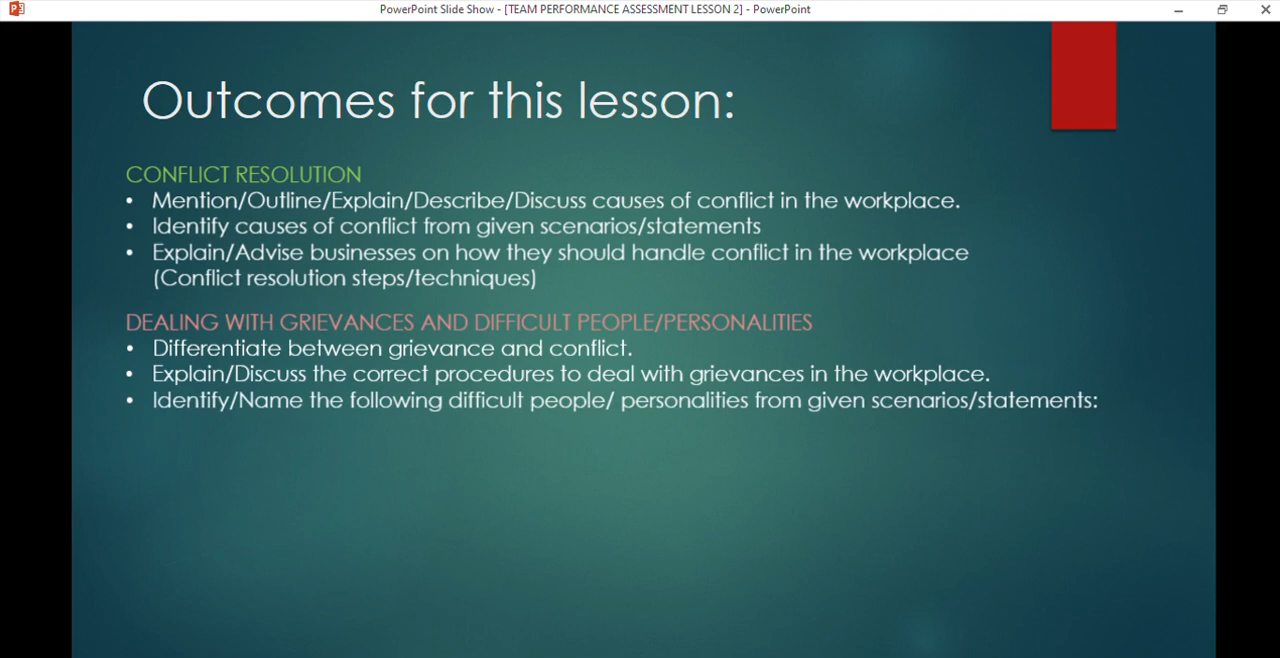 PowerPoint Slide Show - [TEAM PERFORMANCE ASSESSMENT LESSON 2] - PowerPoint
Outcomes for this lesson:
CONFLICT RESOLUTION
• Mention/Outline/Explain/Describe/Discuss causes of conflict in the workplace.
• Identify causes of conflict from given scenarios/statements
• Explain/Advise businesses on how they should handle conflict in the workplace
(Conflict resolution steps/techniques)
DEALING WITH GRIEVANCES AND DIFFICULT PEOPLE/PERSONALITIES
• Differentiate between grievance and conflict.
• Explain/Discuss the correct procedures to deal with grievances in the workplace.
• Identify/Name the following difficult people/ personalities from given scenarios/statements: